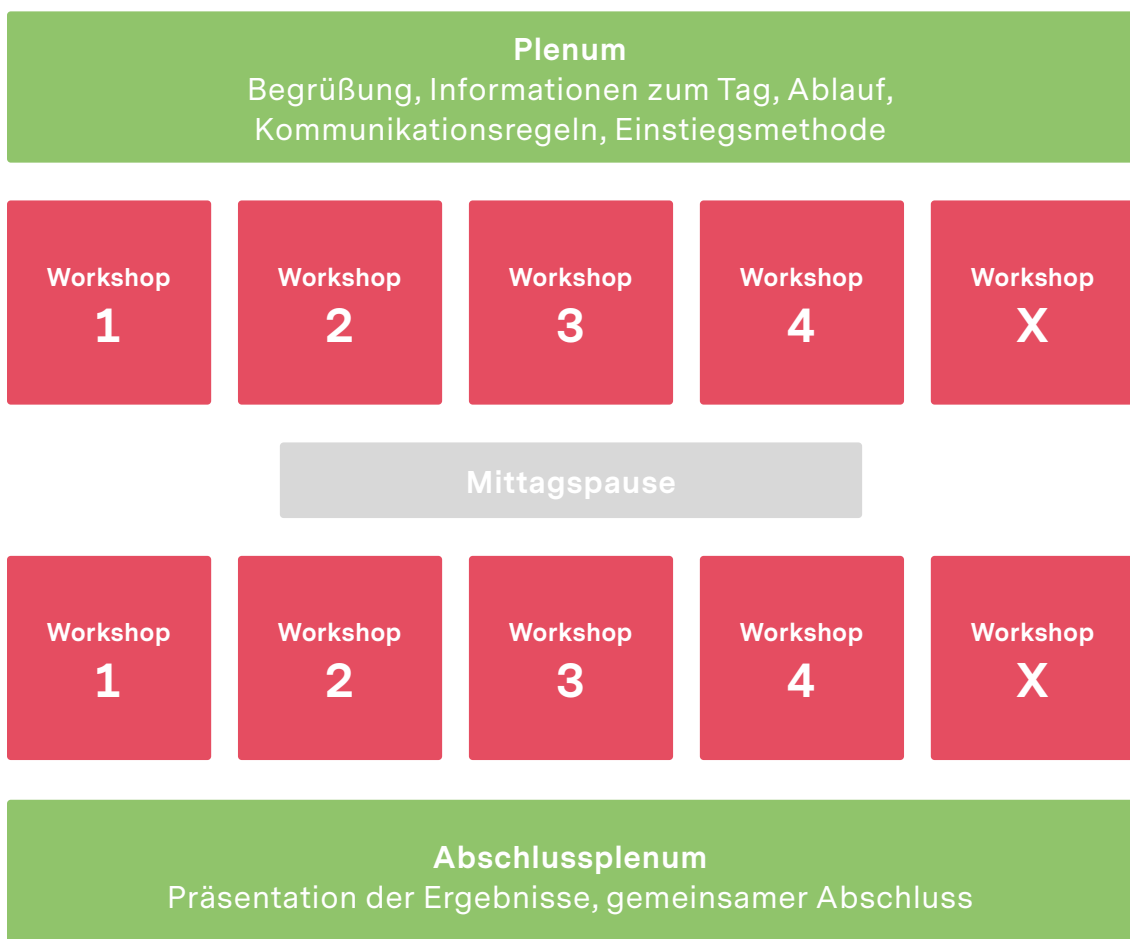 Plenum
Begrüßung, Informationen zum Tag, Ablauf,
Kommunikationsregeln, Einstiegsmethode
Workshop
1
Workshop
2
Workshop
3
Workshop
4
Workshop
X
Mittagspause
Workshop
1
Workshop
2
Workshop
3
Workshop
4
Workshop
X
Abschlussplenum
Präsentation der Ergebnisse, gemeinsamer Abschluss